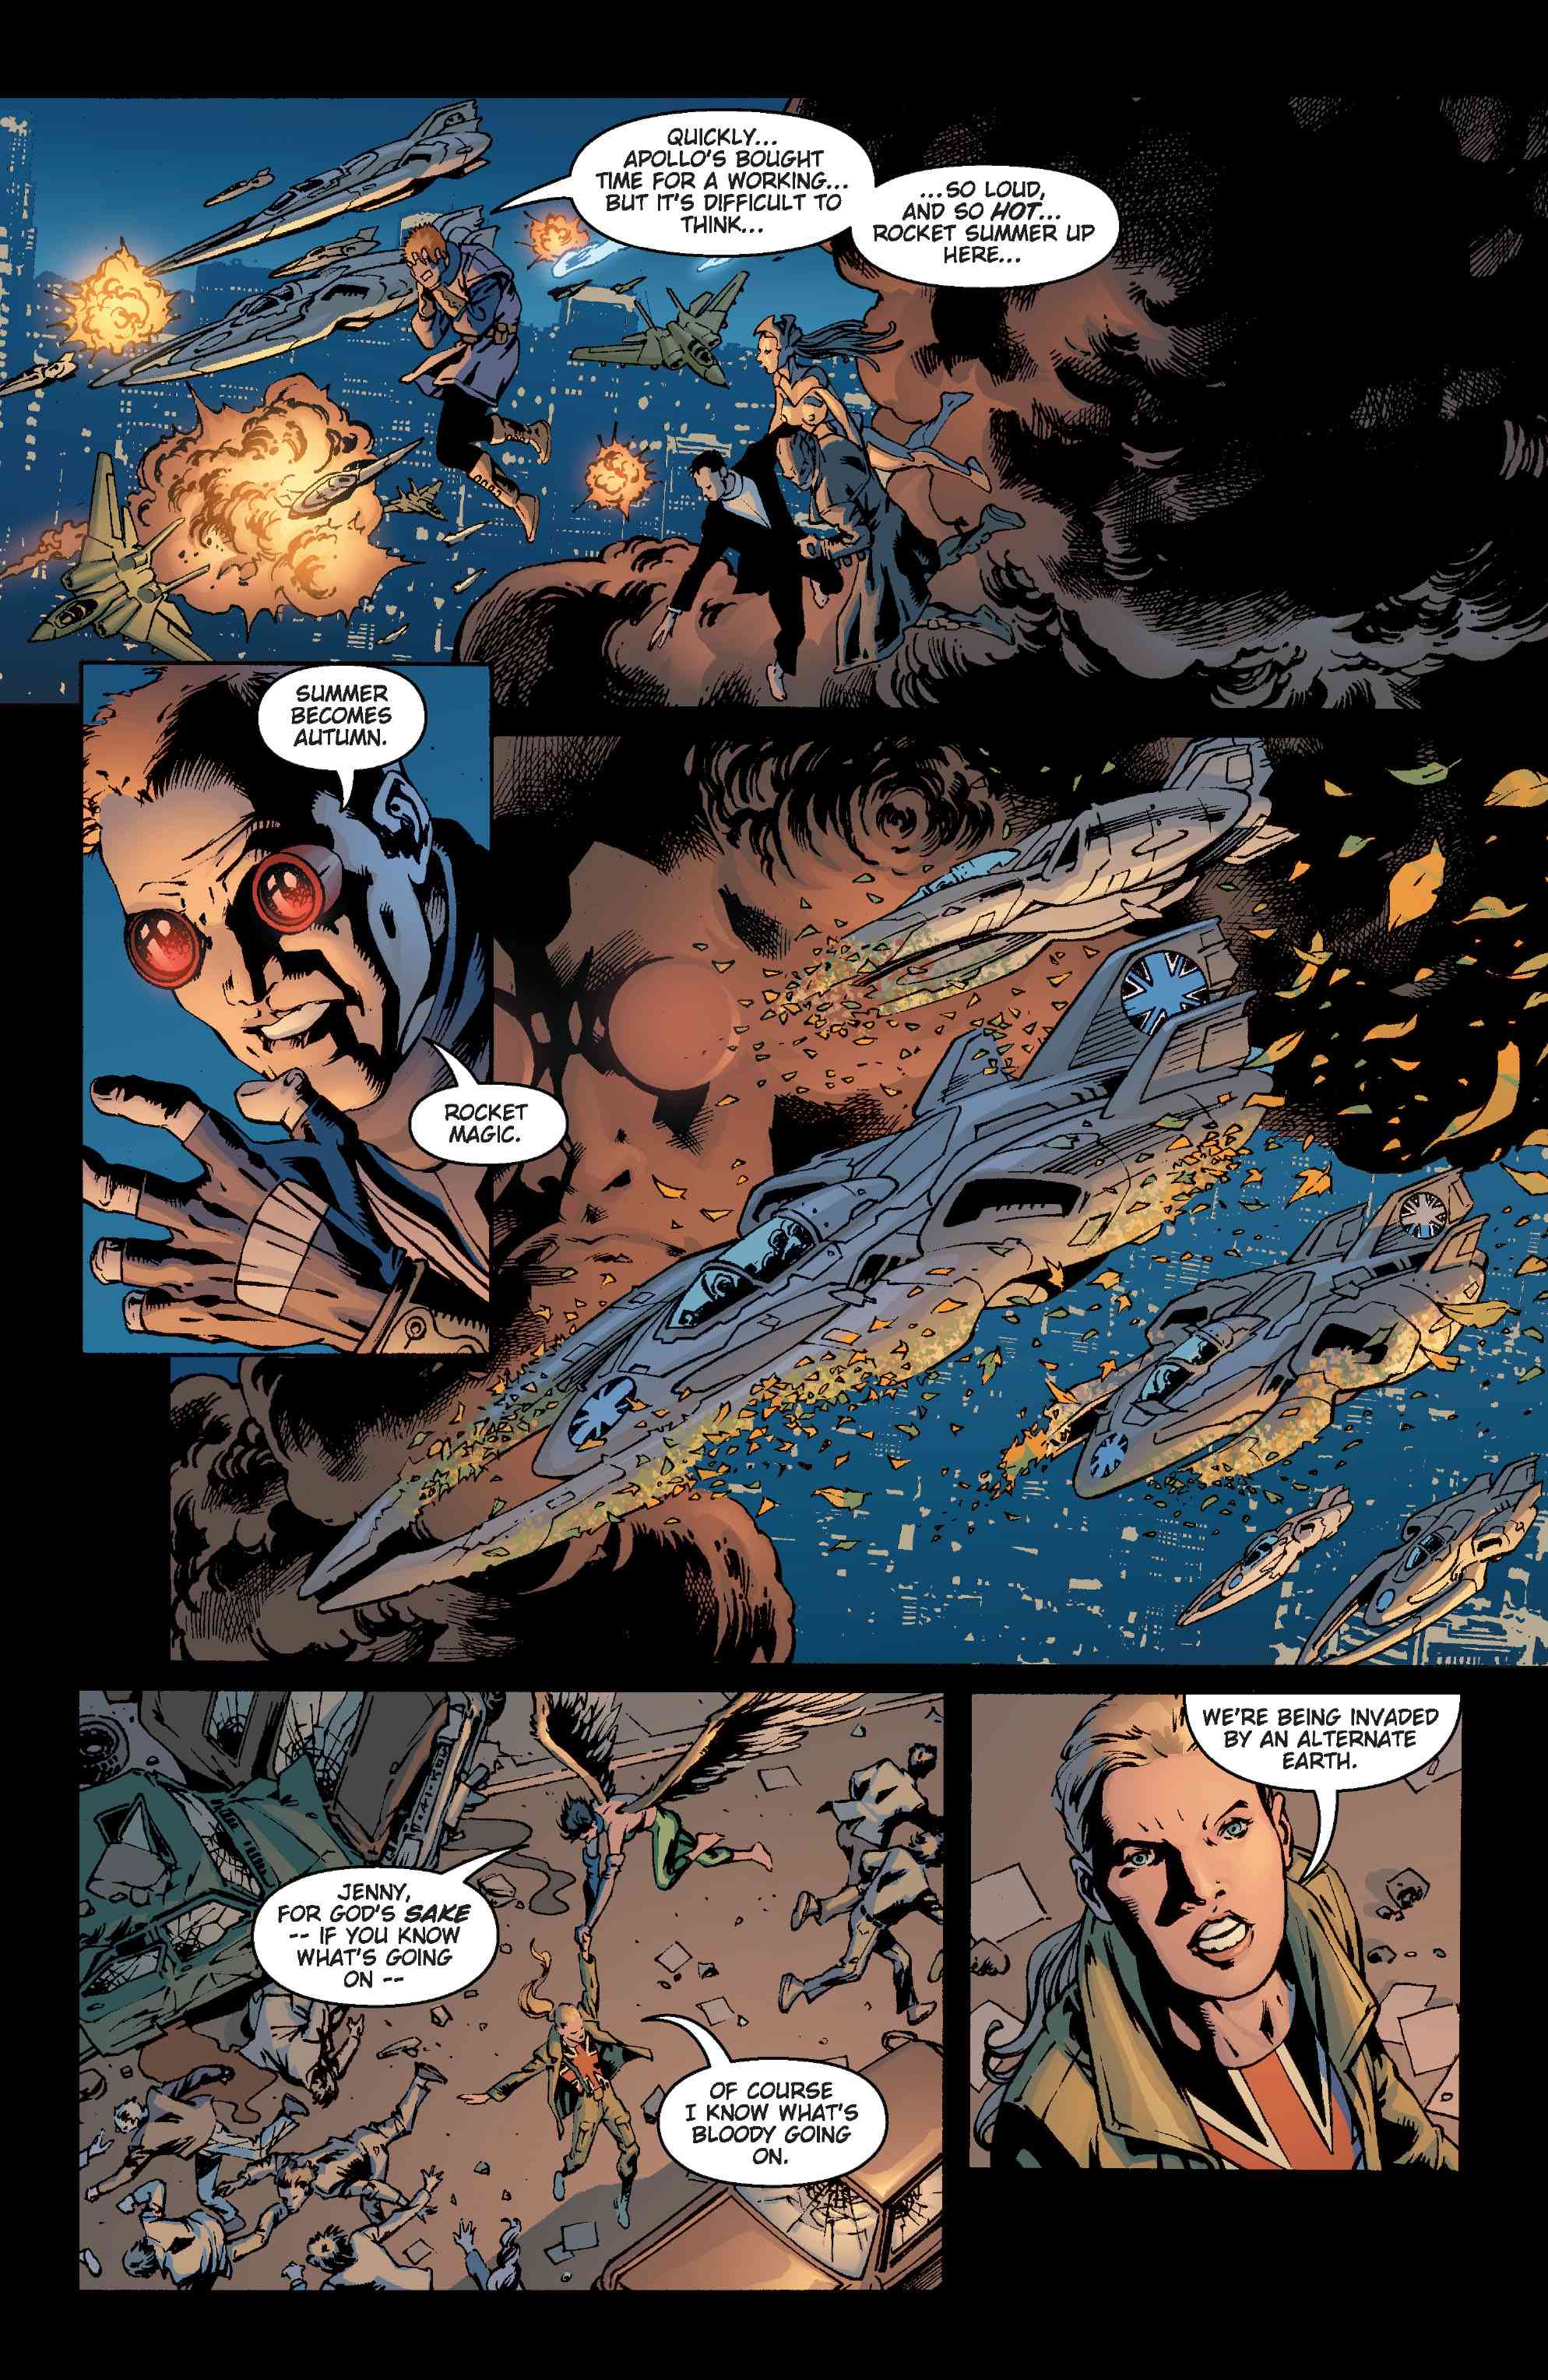 QUICKLY...
APOLLO'S BOUGHT
TIME FOR A WORKING...
BUT IT'S DIFFICULT TO
THINK...
...SO LOUD,
AND SO HOT...
ROCKET SUMMER UP
HERE...
SUMMER
BECOMES
AUTUMN.
ROCKET
MAGIC.
JENNY,
FOR GOD'S SAKE
-- IF YOU KNOW
WHAT'S GOING
ON --
OF COURSE
I KNOW WHAT'S
BLOODY GOING
ON.
WE'RE BEING INVADED
BY AN ALTERNATE
EARTH.